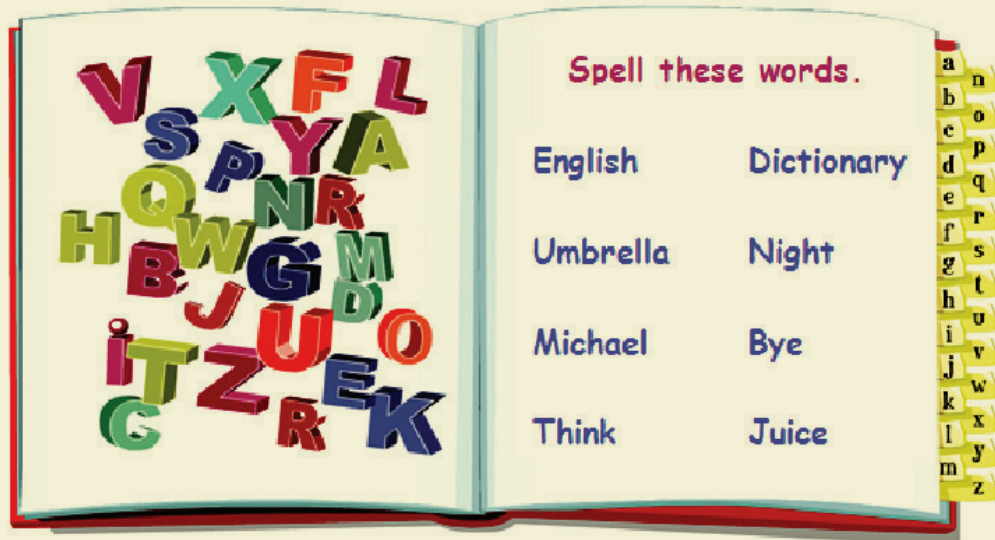 V X F L
S Y A
P
Q N R
H W
B G M
J D
U O
i T Z E
C R K
Spell these words.
English Dictionary
Umbrella Night
Michael Bye
Think Juice
a
b
c
d
e
f
g
h
i
j
k
l
m
n
o
p
q
r
s
t
u
v
w
x
y
z